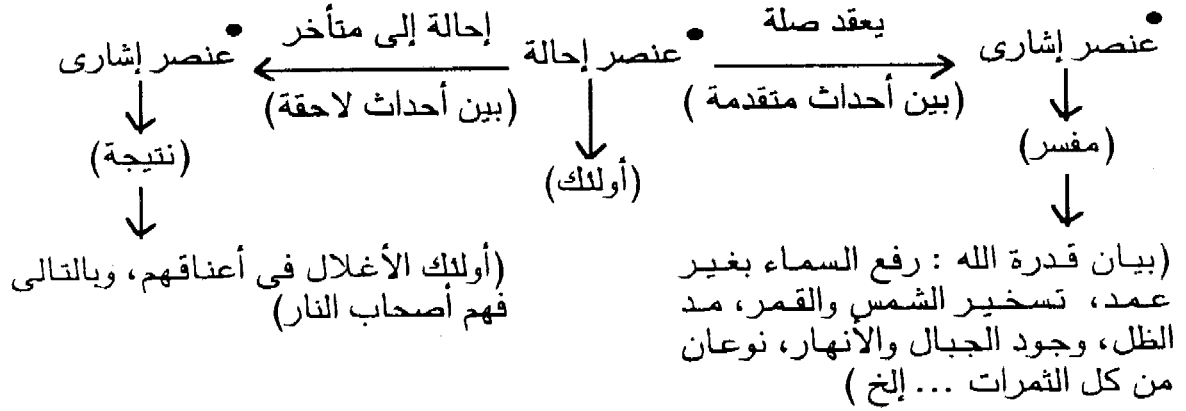 عنصر إشارى
يعقد صلة
(بين أحداث متقدمة )
عنصر إحالة
إحالة إلى متأخر
(بين أحداث لاحقة)
عنصر إشارى
(مفسر)
(أولئك)
(نتيجة)
(بيان قدرة الله : رفع السماء بغير
عمد، تسخير الشمس والقمر، مد
الظل، وجود الجبال والأنهار، نوعان
من كل الثمرات ... إلخ )
(أولئك الأغلال فى أعناقهم، وبالتالى
فهم أصحاب النار)